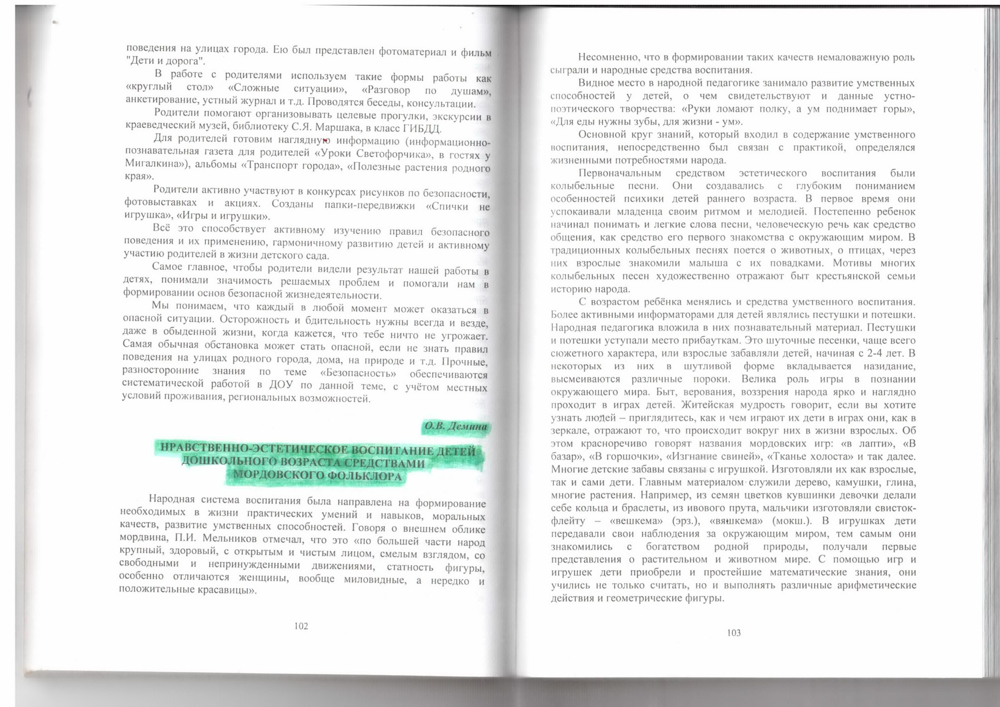 поведения на улицах города. Ею был представлен фотоматериал и фильм
"Дети и дорога".
В работе с родителями используем такие формы работы как
«круглый стол» «Сложные ситуации», «Разговор по душам»,
анкетирование, устный журнал и т.д. Проводятся беседы, консультации.
Родители помогают организовывать целевые прогулки, экскурсии в
краеведческий музей, библиотеку С.Я. Маршака, в класс ГИБДД.
Для родителей готовим наглядную информацию (информационно-
познавательная газета для родителей «Уроки Светофорчика», в гостях у
Мигалкина»), альбомы «Транспорт города», «Полезные растения родного
края».
Родители активно участвуют в конкурсах рисунков по безопасности,
фотовыставках и акциях. Созданы папки-передвижки «Спички не
игрушка», «Игры и игрушки».
Всё это способствует активному изучению правил безопасного
поведения и их применению, гармоничному развитию детей и активному
участию родителей в жизни детского сада.
Самое главное, чтобы родители видели результат нашей работы в
детях, понимали значимость решаемых проблем и помогали нам в
формировании основ безопасной жизнедеятельности.
Мы понимаем, что каждый в любой момент может оказаться в
опасной ситуации. Осторожность и бдительность нужны всегда и везде,
даже в обыденной жизни, когда кажется, что тебе ничто не угрожает.
Самая обычная обстановка может стать опасной, если не знать правил
поведения на улицах родного города, дома, на природе и т.д. Прочные,
разносторонние знания по теме «Безопасность» обеспечиваются
систематической работой в ДОУ по данной теме, с учётом местных
условий проживания, региональных возможностей.
О.В. Демина
НРАВСТВЕННО-ЭСТЕТИЧЕСКОЕ ВОСПИТАНИЕ ДЕТЕЙ
ДОШКОЛЬНОГО ВОЗРАСТА СРЕДСТВАМИ
МОРДОВСКОГО ФОЛЬКЛОРА
Народная система воспитания была направлена на формирование
необходимых в жизни практических умений и навыков, моральных
качеств, развитие умственных способностей. Говоря о внешнем облике
мордвина, П.И. Мельников отмечал, что это «по большей части народ
крупный, здоровый, с открытым и чистым лицом, смелым взглядом, со
свободными и непринужденными движениями, статность фигуры,
особенно отличаются женщины, вообще миловидные, а нередко и
положительные красавицы».
102
Несомненно, что в формировании таких качеств немаловажную роль
сыграли и народные средства воспитания.
Видное место в народной педагогике занимало развитие умственных
способностей у детей, о чем свидетельствуют и данные устно-
поэтического творчества: «Руки ломают полку, а ум поднимает горы»,
«Для еды нужны зубы, для жизни - ум».
Основной круг знаний, который входил в содержание умственного
воспитания, непосредственно был связан с практикой, определялся
жизненными потребностями народа.
Первоначальным средством эстетического воспитания были
колыбельные песни. Они создавались с глубоким пониманием
особенностей психики детей раннего возраста. В первое время они
успокаивали младенца своим ритмом и мелодией. Постепенно ребенок
начинал понимать и легкие слова песни, человеческую речь как средство
общения, как средство его первого знакомства с окружающим миром. В
традиционных колыбельных песнях поется о животных, о птицах, через
них взрослые знакомили малыша с их повадками. Мотивы многих
колыбельных песен художественно отражают быт крестьянской семьи
историю народа.
С возрастом ребёнка менялись и средства умственного воспитания.
Более активными информаторами для детей являлись пестушки и потешки.
Народная педагогика вложила в них познавательный материал. Пестушки
и потешки уступали место прибауткам. Это шуточные песенки, чаще всего
сюжетного характера, или взрослые забавляли детей, начиная с 2-4 лет. В
некоторых из них в шутливой форме вкладывается назидание,
высмеиваются различные пороки. Велика роль игры в познании
окружающего мира. Быт, верования, воззрения народа ярко и наглядно
проходит в играх детей. Житейская мудрость говорит, если вы хотите
узнать людей – приглядитесь, как и чем играют их дети в играх они, как в
зеркале, отражают то, что происходит вокруг них в жизни взрослых. Об
этом красноречиво говорят названия мордовских игр: «в лапти», «В
базар», «В горшочки», «Изгнание свиней», «Тканье холоста» и так далее.
Многие детские забавы связаны с игрушкой. Изготовляли их как взрослые,
так и сами дети. Главным материалом служили дерево, камушки, глина,
многие растения. Например, из семян цветков кувшинки девочки делали
себе кольца и браслеты, из ивового прута, мальчики изготовляли свисток-
флейту – «вешкема» (эрз.), «вяшкема» (мокш.). В игрушках дети
передавали свои наблюдения за окружающим миром, тем самым они
знакомились с богатством родной природы, получали первые
представления о растительном и животном мире. С помощью игр и
игрушек дети приобрели и простейшие математические знания, они
учились не только считать, но и выполнять различные арифметические
действия и геометрические фигуры.
103